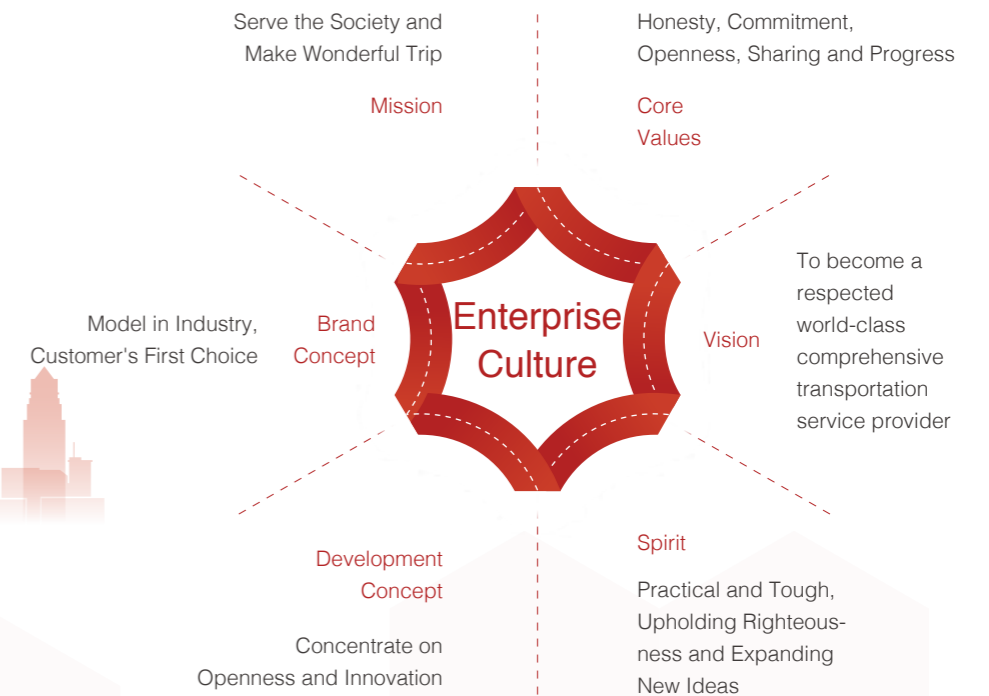 Serve the Society and
Make Wonderful Trip
Mission
Honesty, Commitment,
Openness, Sharing and Progress
Core
Values
Model in Industry,
Customer's First Choice
Brand
Concept
Enterprise
Culture
Vision
To become a
respected
world-class
comprehensive
transportation
service provider
Development
Concept
Concentrate on
Openness and Innovation
Spirit
Practical and Tough,
Upholding Righteous-
ness and Expanding
New Ideas